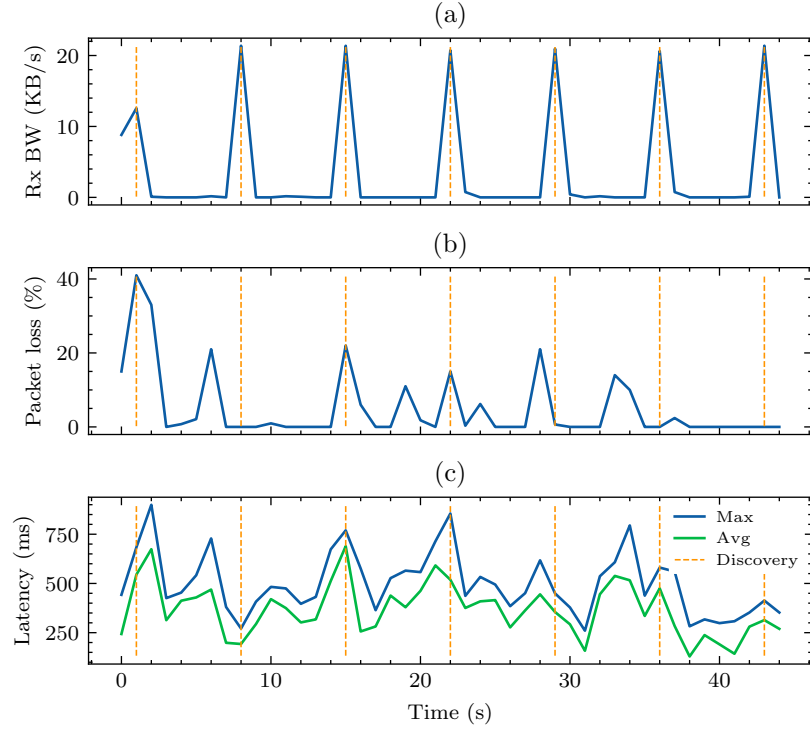 (a)
Rx BW (KB/s)
20
10
0
(b)
Packet loss (%)
40
20
0
(c)
Latency (ms)
750
500
250
Max
Avg
Discovery
0 10 20 30 40
Time (s)